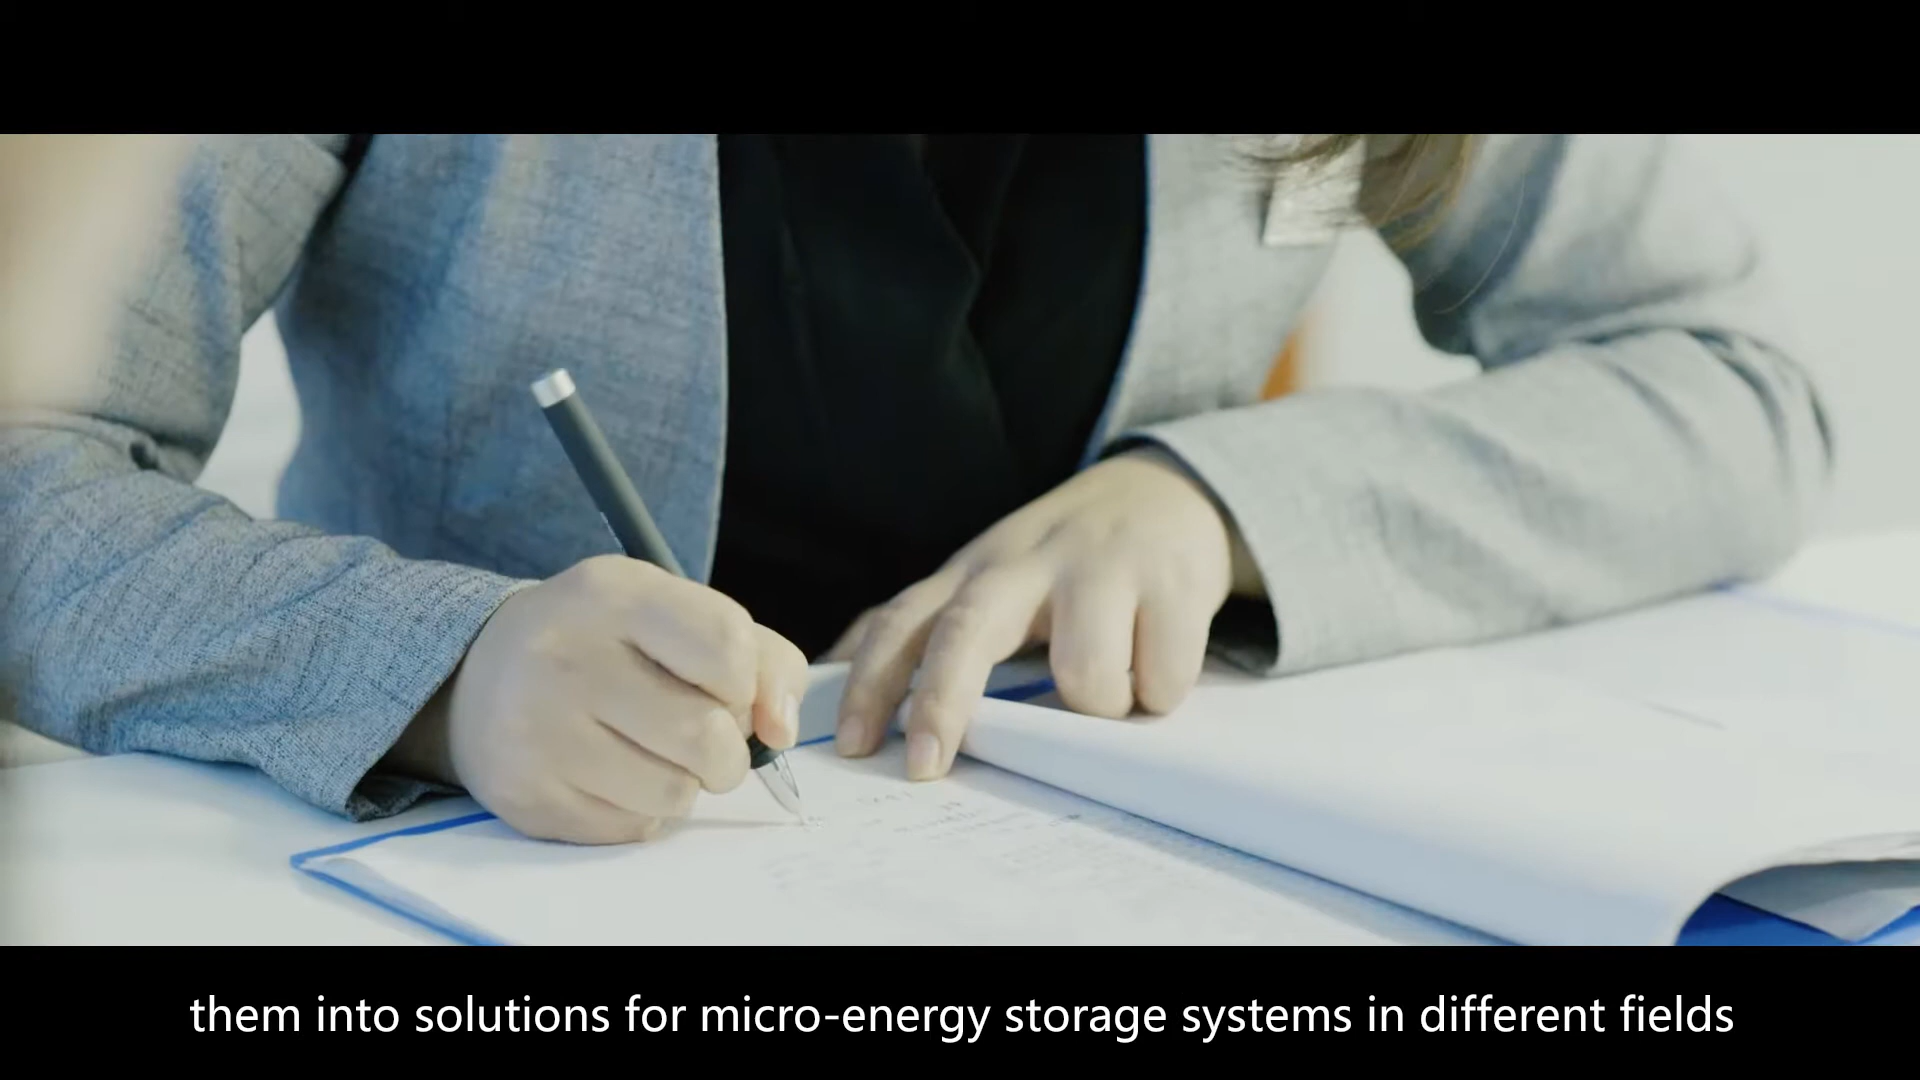 them into solutions for micro-energy storage systems in different fields